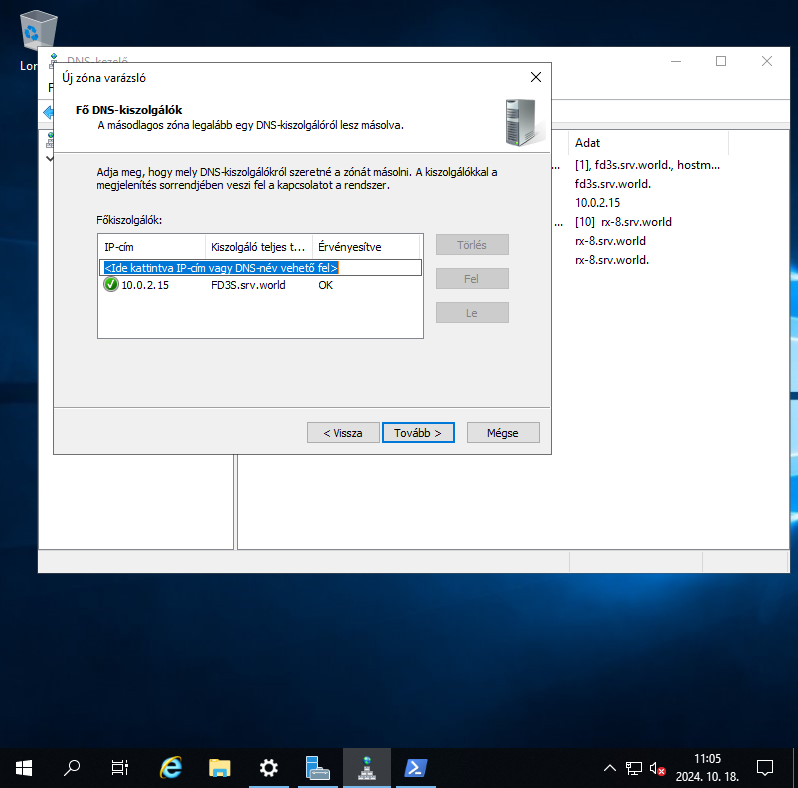 DNS-kezelő
Új zóna varázsló
Fő DNS-kiszolgálók
A másodlagos zóna legalább egy DNS-kiszolgálóról lesz másolva.
Adja meg, hogy mely DNS-kiszolgálókról szeretné a zónát másolni. A kiszolgálókkal a
megjelenítés sorrendjében veszi fel a kapcsolatot a rendszer.
Főkiszolgálók:
IP-cím Kiszolgáló teljes t... Érvényesítve
<Ide kattintva IP-cím vagy DNS-név vehető fel>
10.0.2.15 FD3S.srv.world OK
Törlés
Fel
Le
< Vissza Tovább > Mégse
Adat
... [1], fd3s.srv.world., hostm...
fd3s.srv.world.
10.0.2.15
... [10] rx-8.srv.world
rx-8.srv.world
rx-8.srv.world.
11:05
2024. 10. 18.